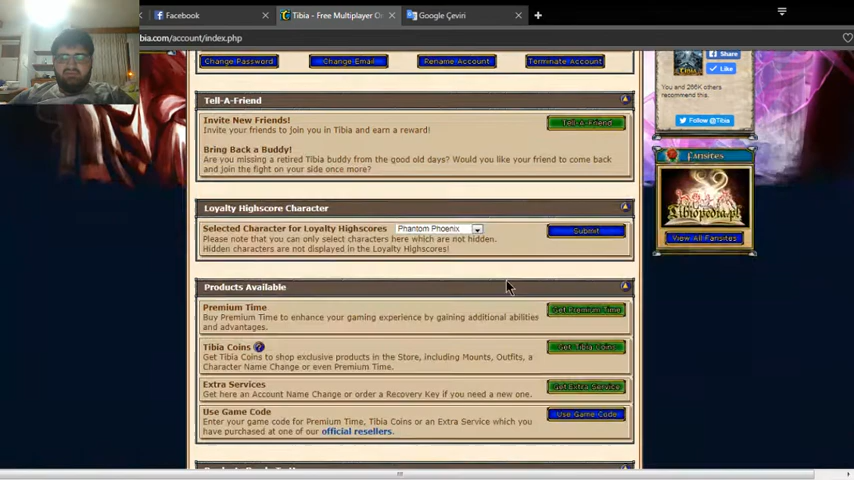 Facebook
Tibia - Free Multiplayer O
Google Çeviri
bia.com/account/index.php
Change Password
Change Email
Rename Account
Terminate Account
Share
Like
You and 266K others
recommend this.
Follow @Tibia
Tell-A-Friend
Invite New Friends!
Tell-A-Friend
Invite your friends to join you in Tibia and earn a reward!
Bring Back a Buddy!
Are you missing a retired Tibia buddy from the good old days? Would you like your friend to come back
and join the fight on your side once more?
Fansites
Tibiopedia.pl
View All Fansites
Loyalty Highscore Character
Selected Character for Loyalty Highscores
Phantom Phoenix
Submit
Please note that you can only select characters here which are not hidden.
Hidden characters are not displayed in the Loyalty Highscores!
Products Available
Premium Time
Get Premium Time
Buy Premium Time to enhance your gaming experience by gaining additional abilities
and advantages.
Tibia Coins ?
Get Tibia Coins
Get Tibia Coins to shop exclusive products in the Store, including Mounts, Outfits, a
Character Name Change or even Premium Time.
Extra Services
Get Extra Service
Get here an Account Name Change or order a Recovery Key if you need a new one.
Use Game Code
Use Game Code
Enter your game code for Premium Time, Tibia Coins or an Extra Service which you
have purchased at one of our official resellers.